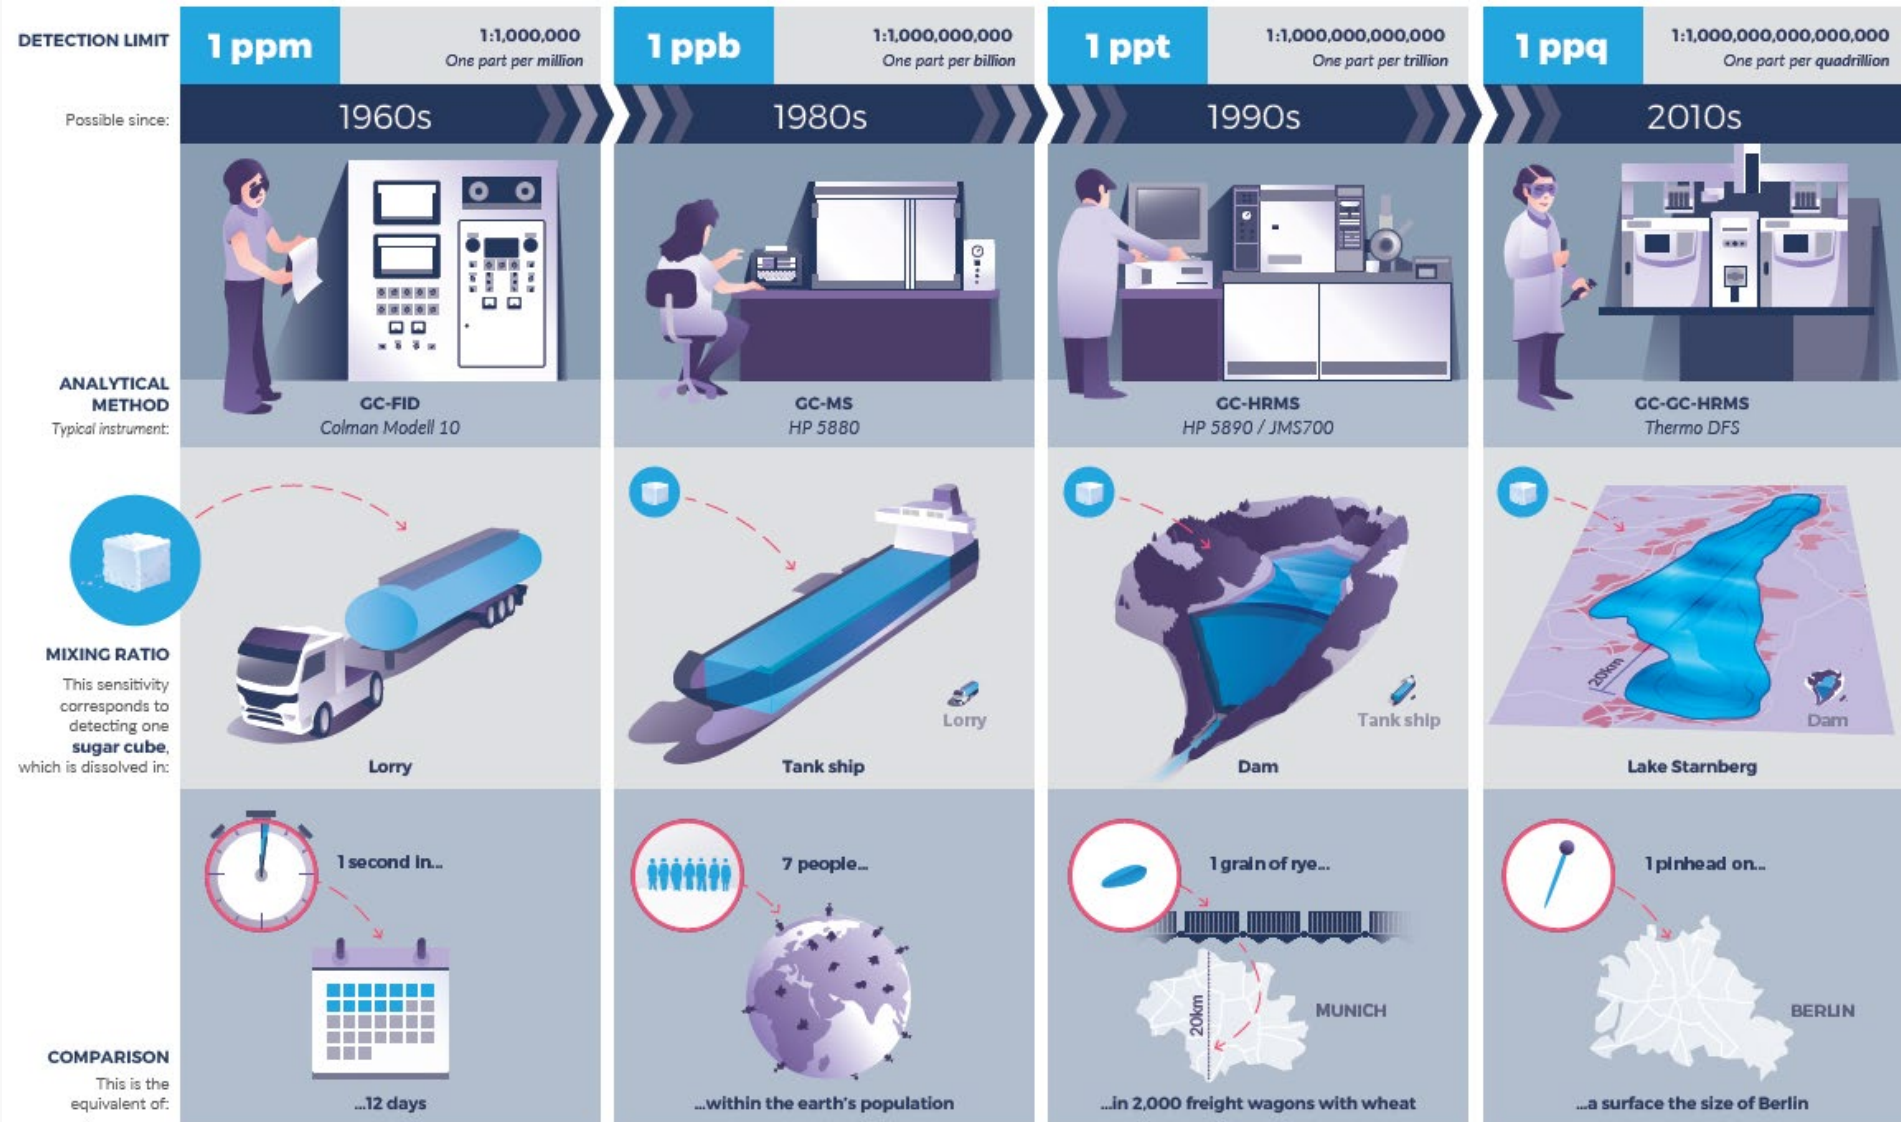 DETECTION LIMIT
1 ppm
1:1,000,000
One part per million
1 ppb
1:1,000,000,000
One part per billion
1 ppt
1:1,000,000,000,000
One part per trillion
1 ppq
1:1,000,000,000,000,000
One part per quadrillion
Possible since:
1960s
1980s
1990s
2010s
ANALYTICAL
METHOD
Typical instrument:
GC-FID
Colman Modell 10
GC-MS
HP 5880
GC-HRMS
HP 5890 / JMS700
GC-GC-HRMS
Thermo DFS
MIXING RATIO
This sensitivity
corresponds to
detecting one
sugar cube,
which is dissolved in:
Lorry
Lorry
Tank ship
Tank ship
Dam
20km
Dam
Lake Starnberg
COMPARISON
This is the
equivalent of:
1 second in...
...12 days
7 people...
...within the earth's population
1 grain of rye...
20km
MUNICH
...in 2,000 freight wagons with wheat
1 pinhead on...
BERLIN
...a surface the size of Berlin